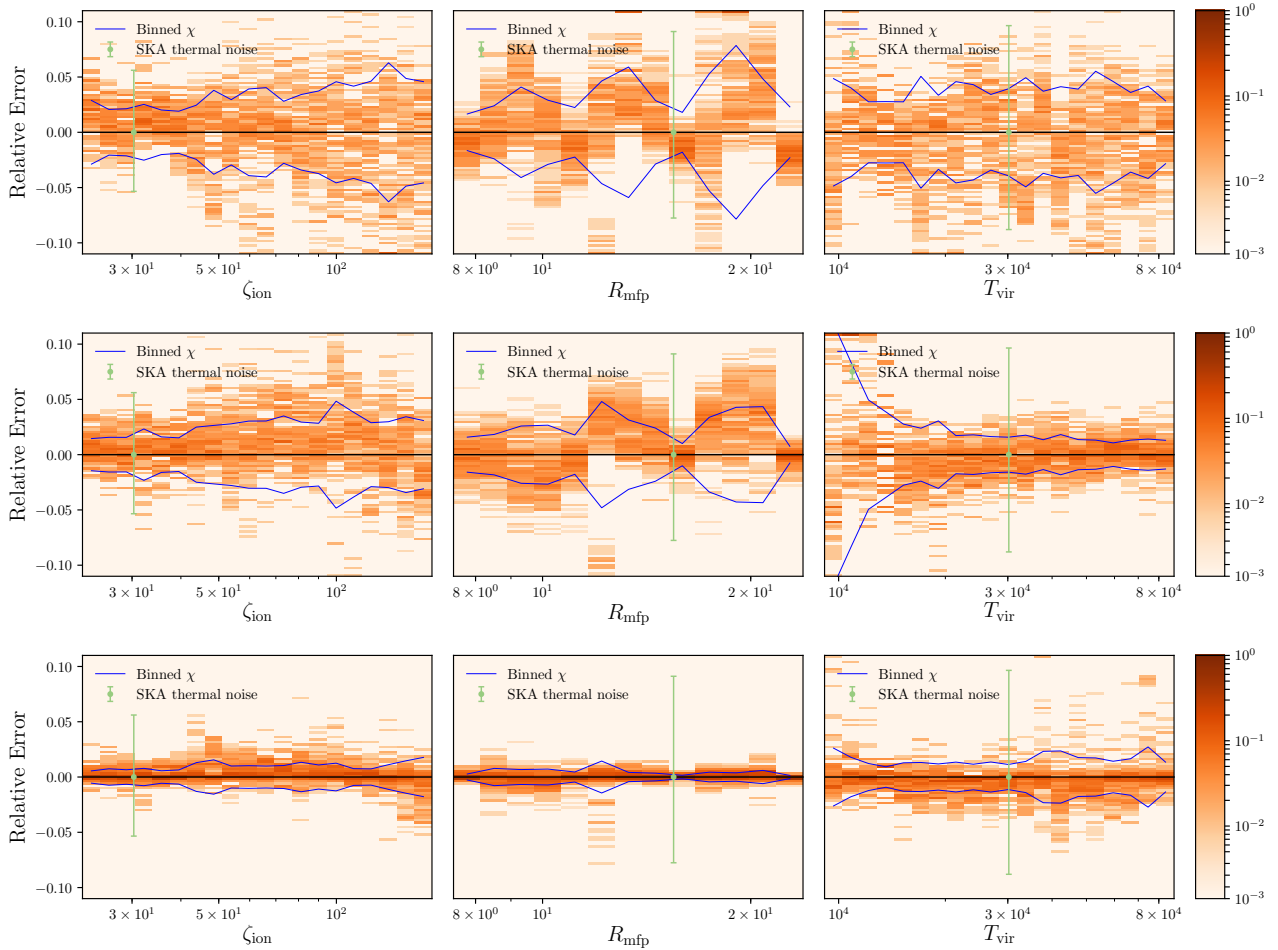 Relative Error
0.10
0.05
0.00
−0.05
−0.10
Binned χ
SKA thermal noise
3 × 10¹
5 × 10¹
10²
ζion
Binned χ
SKA thermal noise
8 × 10⁰
10¹
2 × 10¹
Rmfp
Binned χ
SKA thermal noise
10⁴
3 × 10⁴
8 × 10⁴
Tvir
10⁰
10⁻¹
10⁻²
10⁻³
Relative Error
0.10
0.05
0.00
−0.05
−0.10
Binned χ
SKA thermal noise
3 × 10¹
5 × 10¹
10²
ζion
Binned χ
SKA thermal noise
8 × 10⁰
10¹
2 × 10¹
Rmfp
Binned χ
SKA thermal noise
10⁴
3 × 10⁴
8 × 10⁴
Tvir
10⁰
10⁻¹
10⁻²
10⁻³
Relative Error
0.10
0.05
0.00
−0.05
−0.10
Binned χ
SKA thermal noise
3 × 10¹
5 × 10¹
10²
ζion
Binned χ
SKA thermal noise
8 × 10⁰
10¹
2 × 10¹
Rmfp
Binned χ
SKA thermal noise
10⁴
3 × 10⁴
8 × 10⁴
Tvir
10⁰
10⁻¹
10⁻²
10⁻³